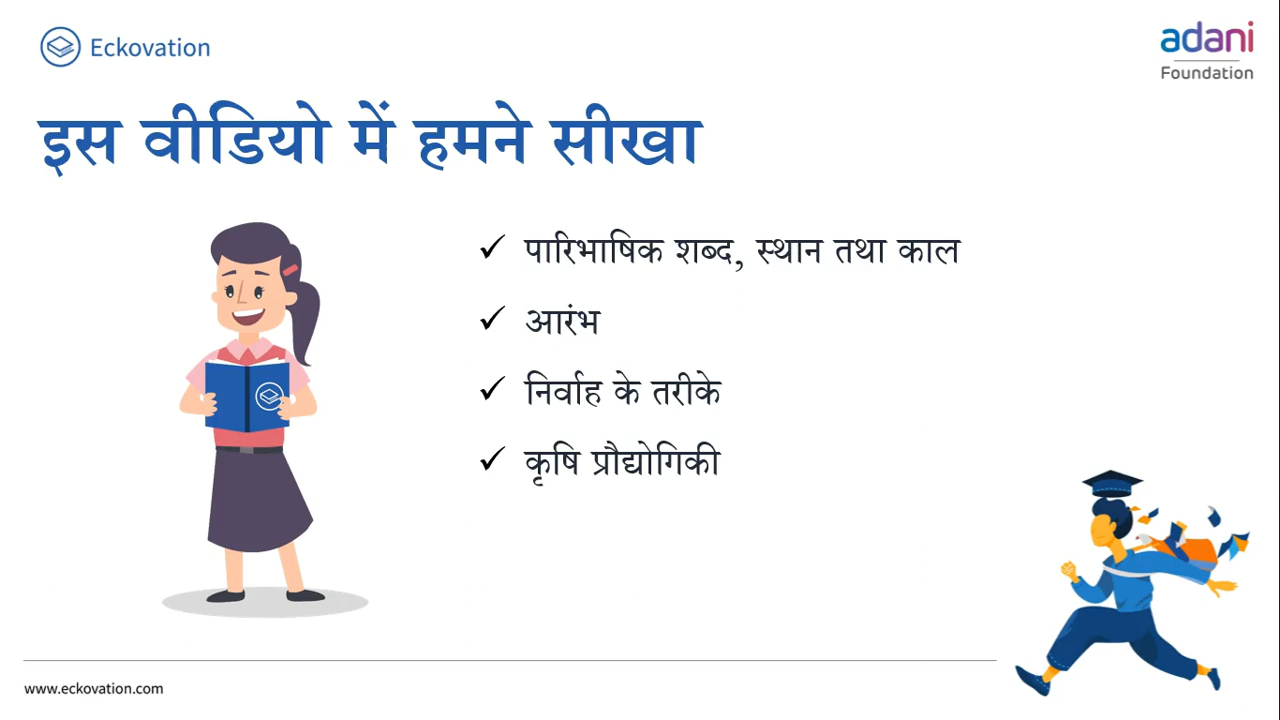 Eckovation
adani
Foundation
इस वीडियो में हमने सीखा
✓ पारिभाषिक शब्द, स्थान तथा काल
✓ आरंभ
✓ निर्वाह के तरीके
✓ कृषि प्रौद्योगिकी
www.eckovation.com